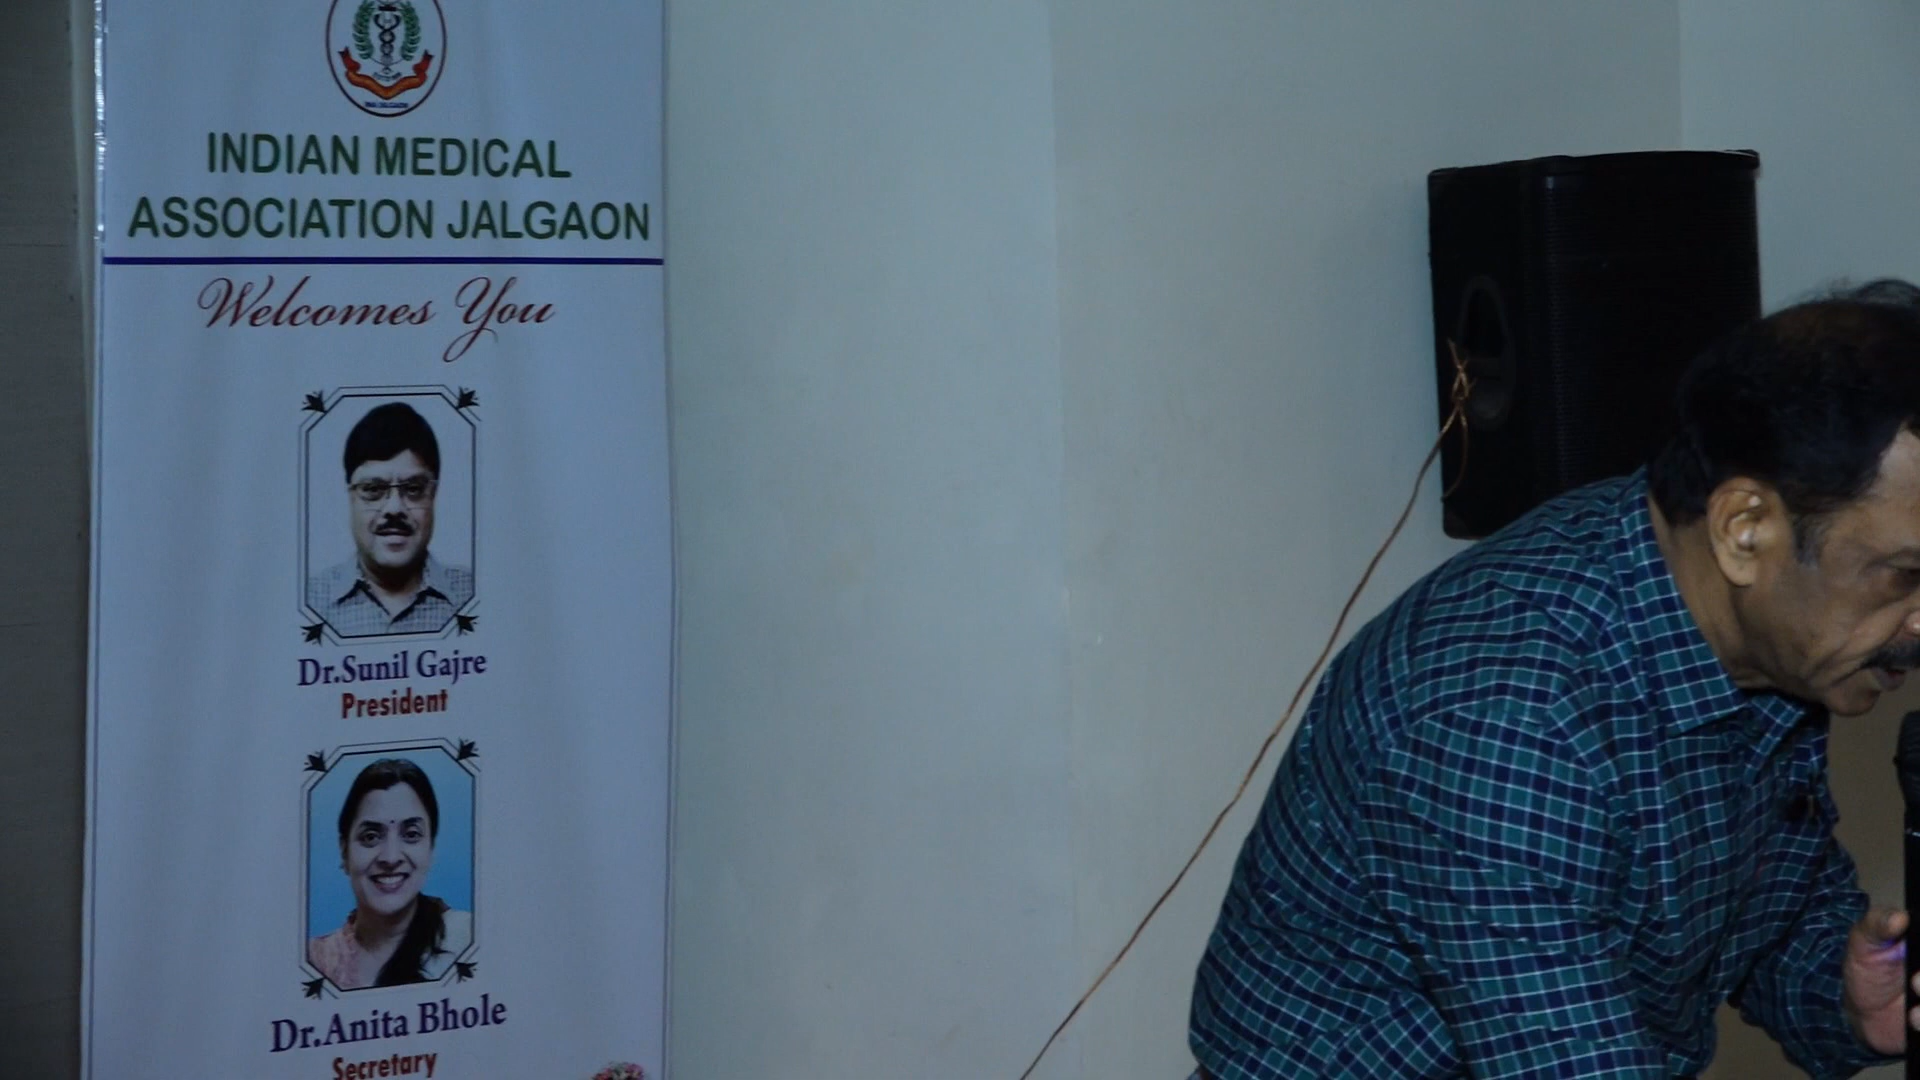 INDIAN MEDICAL
ASSOCIATION JALGAON
Welcomes You
Dr.Sunil Gajre
President
Dr.Anita Bhole
Secretary